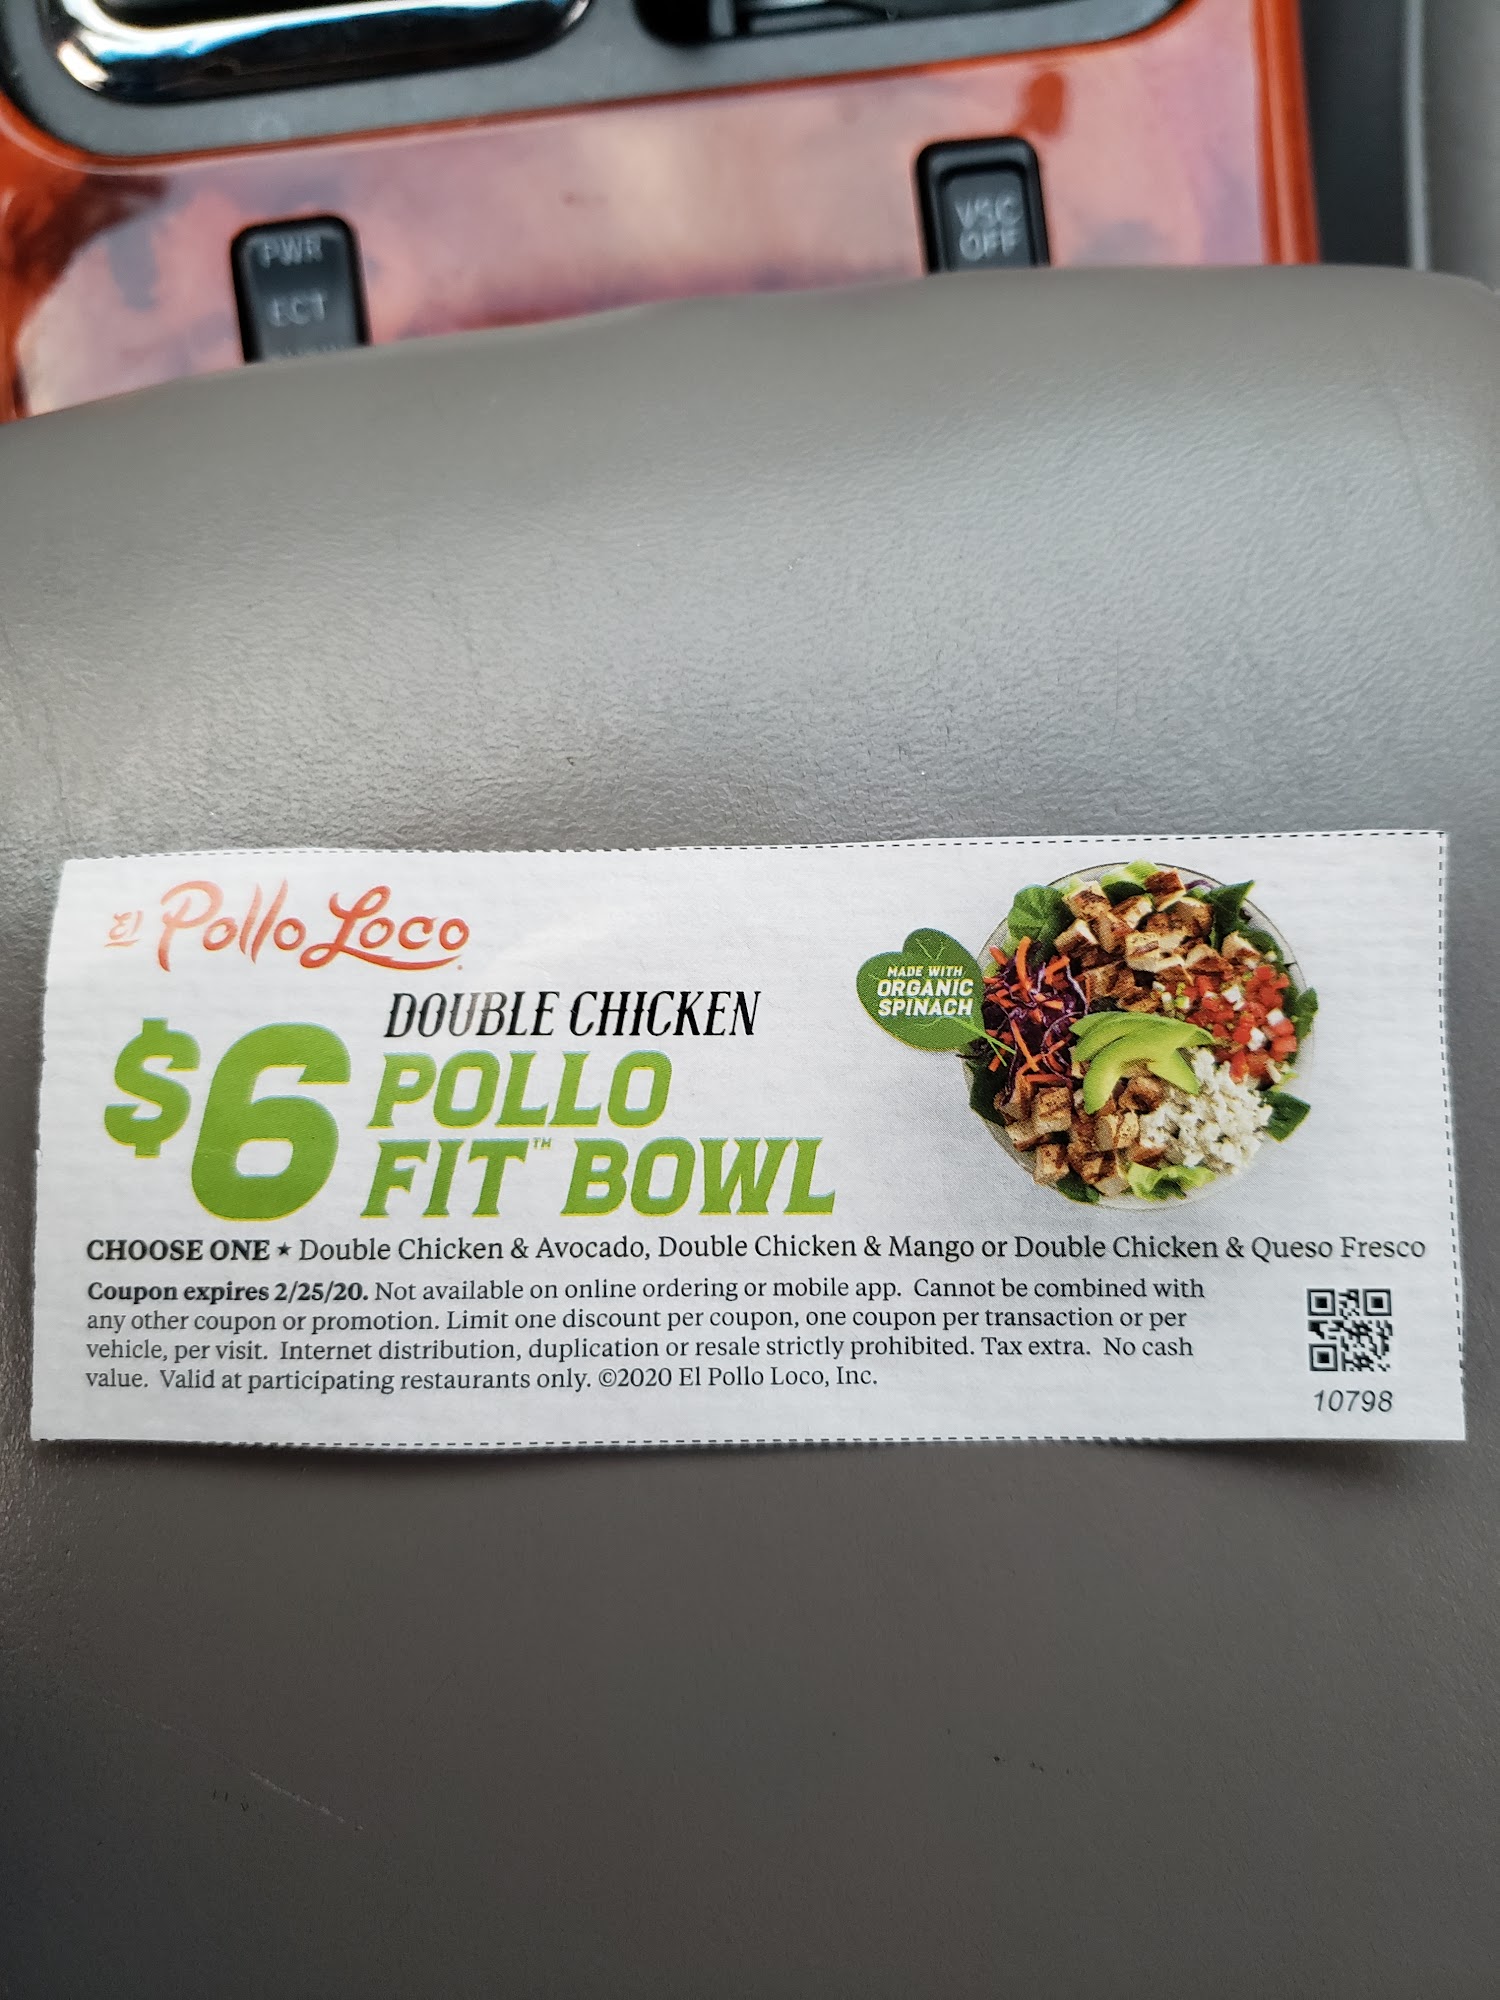 PWR
ECT
VSC
OFF
El Pollo Loco
DOUBLE CHICKEN
$6 POLLO
FIT™ BOWL
MADE WITH
ORGANIC
SPINACH
CHOOSE ONE ★ Double Chicken & Avocado, Double Chicken & Mango or Double Chicken & Queso Fresco
Coupon expires 2/25/20. Not available on online ordering or mobile app. Cannot be combined with
any other coupon or promotion. Limit one discount per coupon, one coupon per transaction or per
vehicle, per visit. Internet distribution, duplication or resale strictly prohibited. Tax extra. No cash
value. Valid at participating restaurants only. ©2020 El Pollo Loco, Inc.
10798